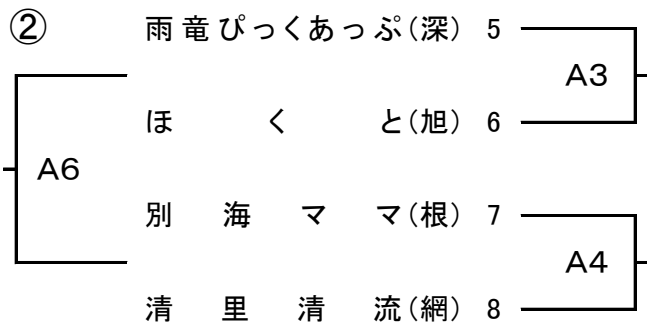 ② 雨竜ぴっくあっぷ(深) 5
A3
ほくと(旭) 6
A6
別海ママ(根) 7
A4
清里清流(網) 8